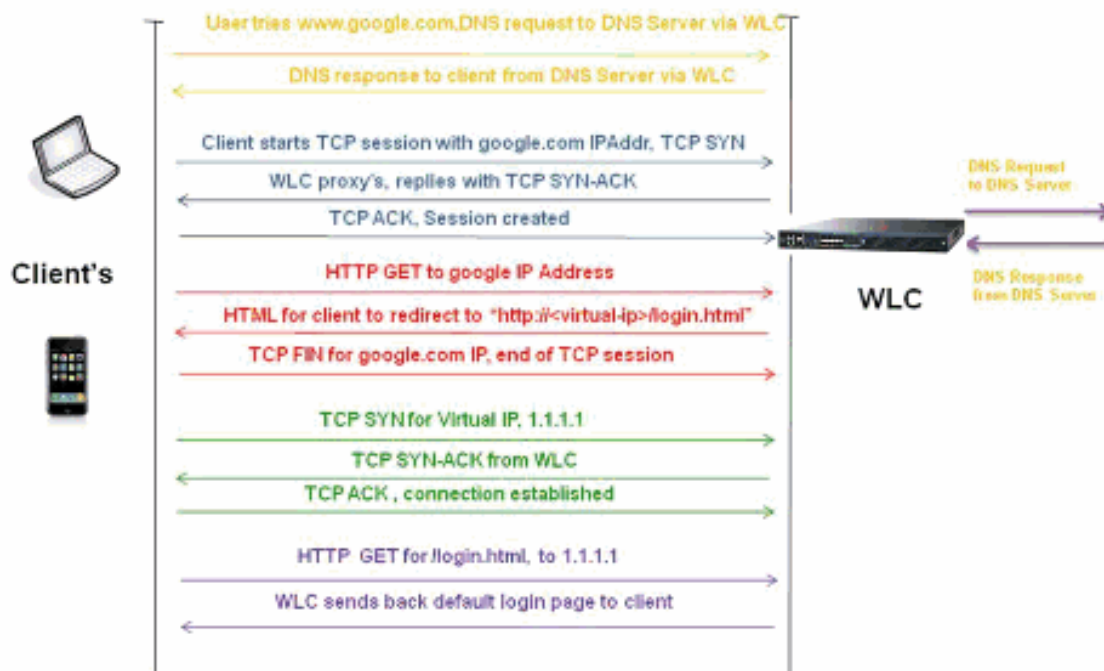 User tries www.google.com,DNS request to DNS Server via WLC
DNS response to client from DNS Server via WLC
Client starts TCP session with google.com IPAddr, TCP SYN
WLC proxy's, replies with TCP SYN-ACK
TCP ACK, Session created
DNS Request
to DNS Server
Client's
HTTP GET to google IP Address
HTML for client to redirect to "http://<virtual-ip>/login.html"
TCP FIN for google.com IP, end of TCP session
WLC
DNS Response
from DNS Server
TCP SYN for Virtual IP, 1.1.1.1
TCP SYN-ACK from WLC
TCP ACK , connection established
HTTP GET for /login.html, to 1.1.1.1
WLC sends back default login page to client